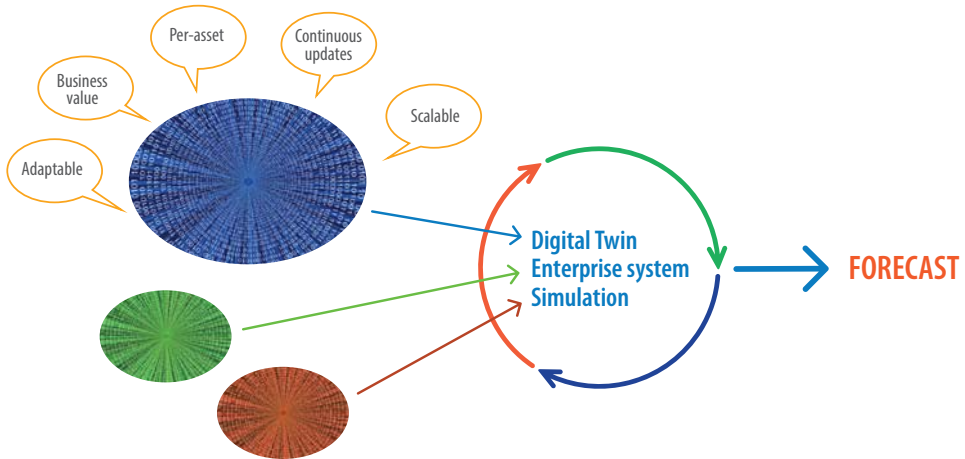 Per-asset
Continuous
updates
Business
value
Scalable
Adaptable
Digital Twin
Enterprise system
Simulation
FORECAST